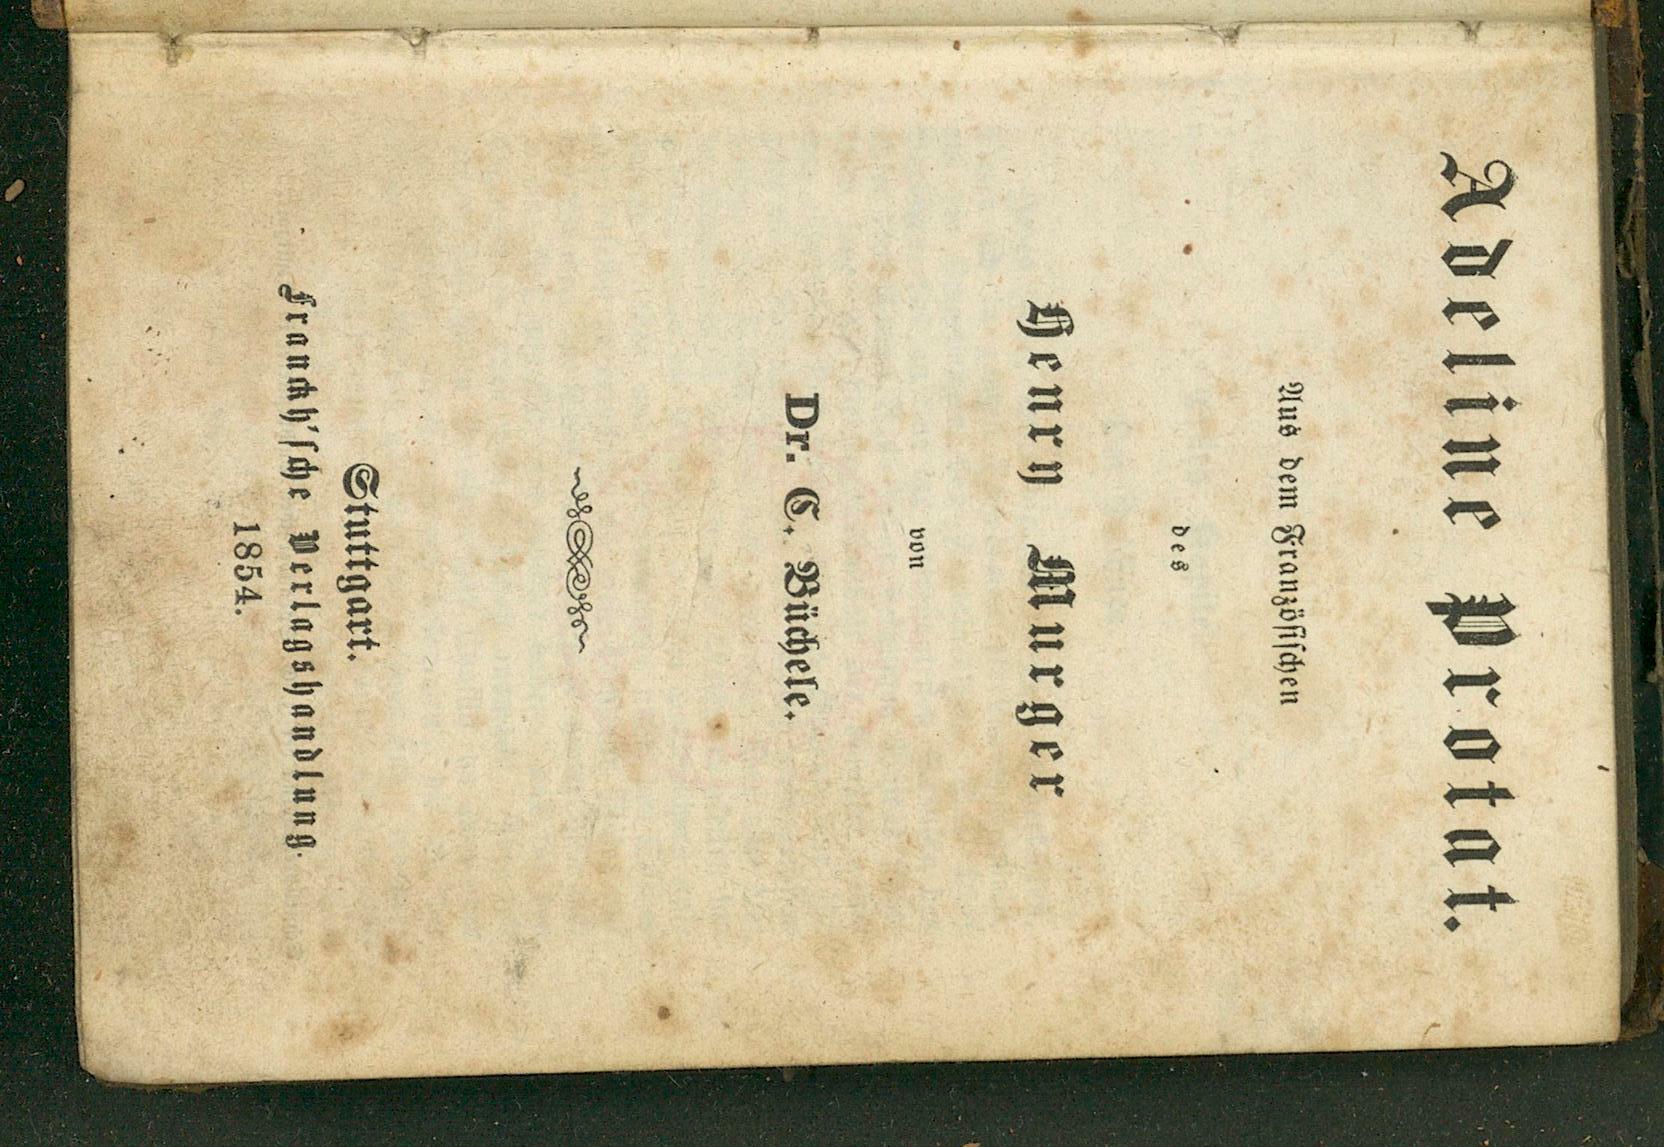 Adeline Protat.
Aus dem Französischen
des
Henry Murger
von
Dr. C. Büchele.
Stuttgart.
Franckh'sche Verlagshandlung.
1854.